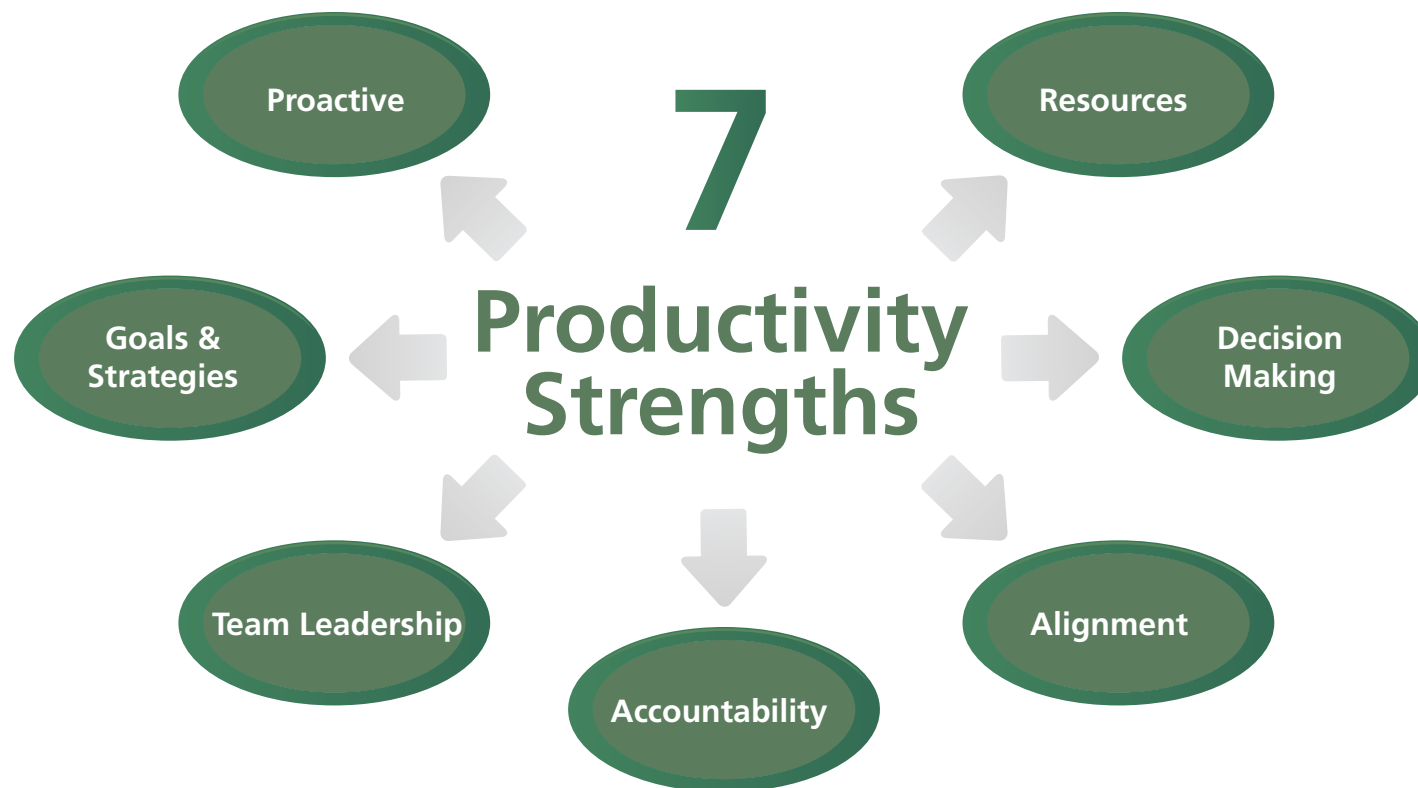 Proactive
7
Resources
Productivity
Strengths
Goals &
Strategies
Decision
Making
Team Leadership
Alignment
Accountability